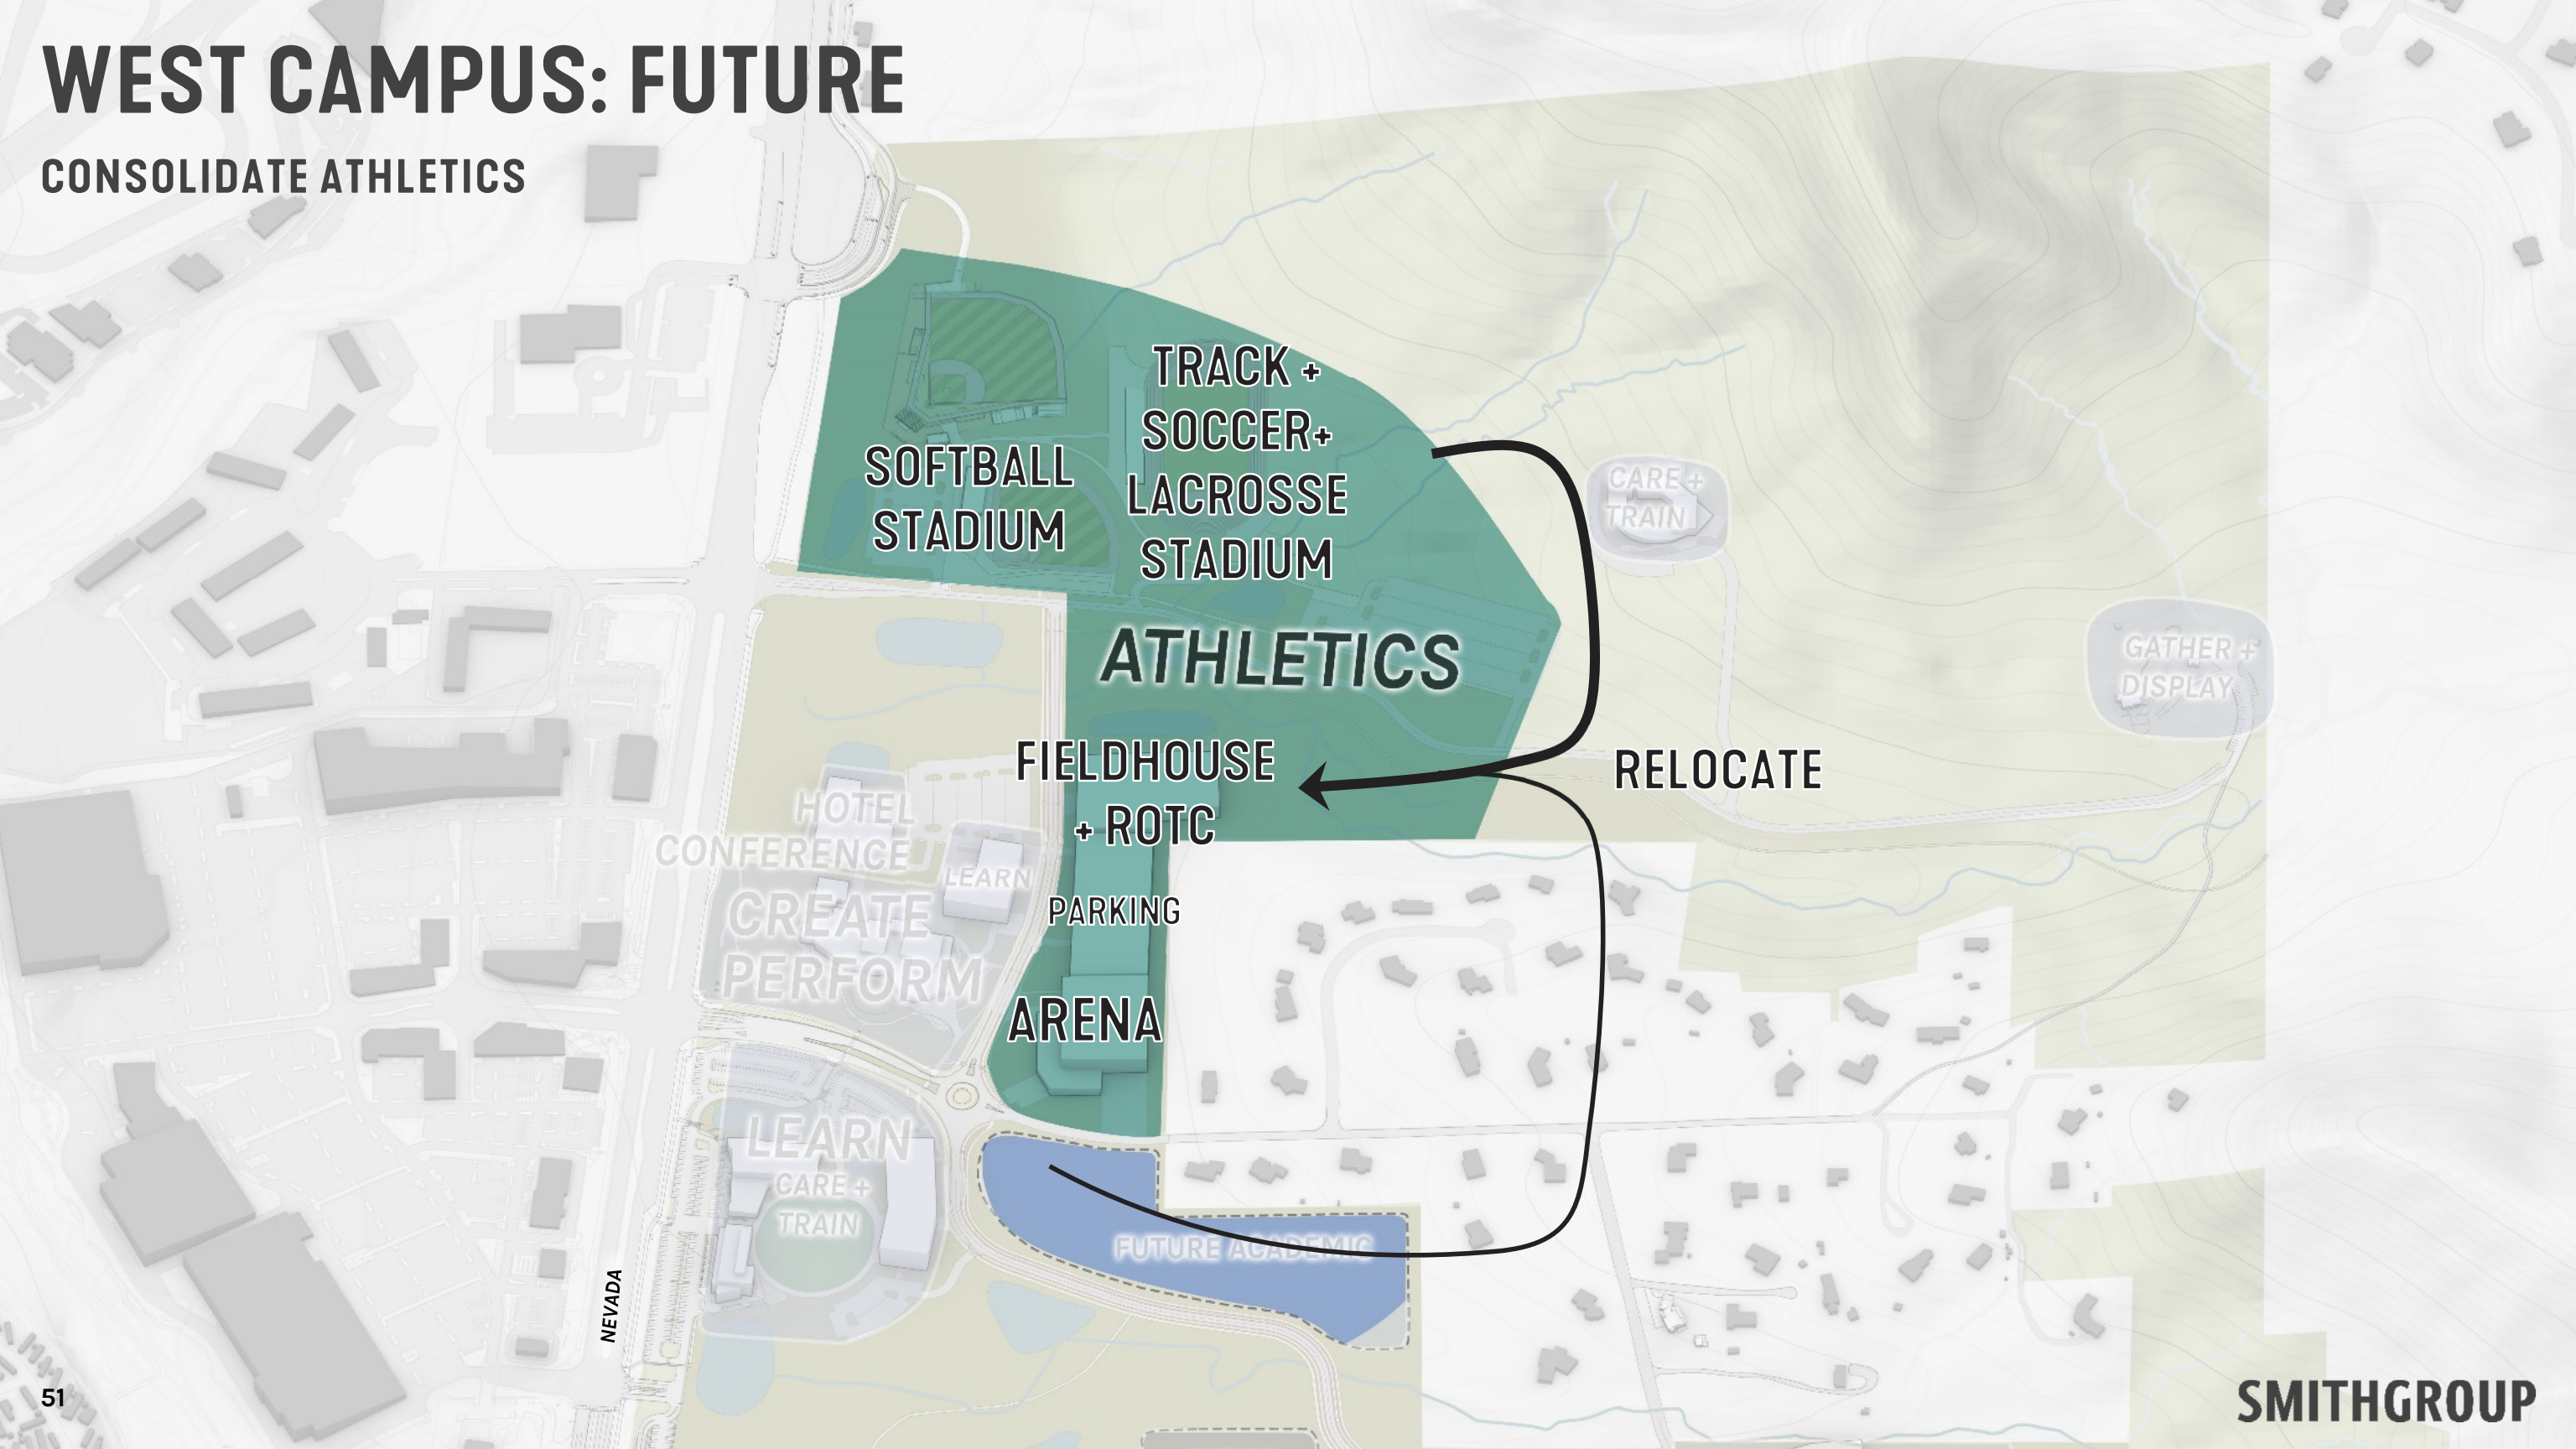 WEST CAMPUS: FUTURE
CONSOLIDATE ATHLETICS
TRACK +
SOCCER+
LACROSSE
STADIUM
SOFTBALL
STADIUM
CARE +
TRAIN
GATHER +
DISPLAY
ATHLETICS
FIELDHOUSE
+ ROTC
RELOCATE
HOTEL
CONFERENCE
LEARN
CREATE
PERFORM
PARKING
ARENA
LEARN
CARE +
TRAIN
FUTURE ACADEMIC
NEVADA
51
SMITHGROUP